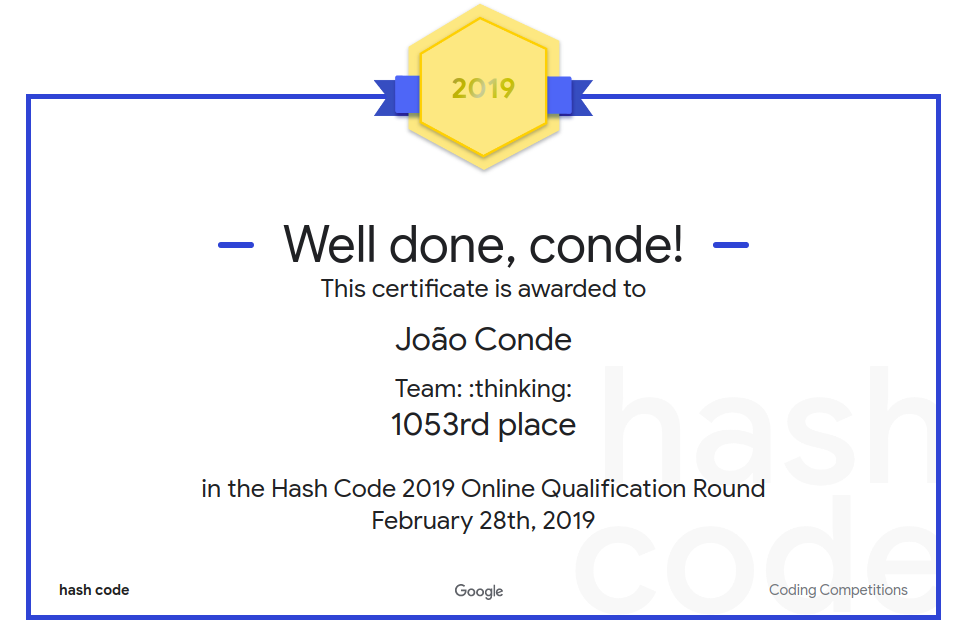 2019
Well done, conde!
This certificate is awarded to
João Conde
Team: :thinking:
1053rd place
in the Hash Code 2019 Online Qualification Round
February 28th, 2019
hash
code
hash code
Google
Coding Competitions